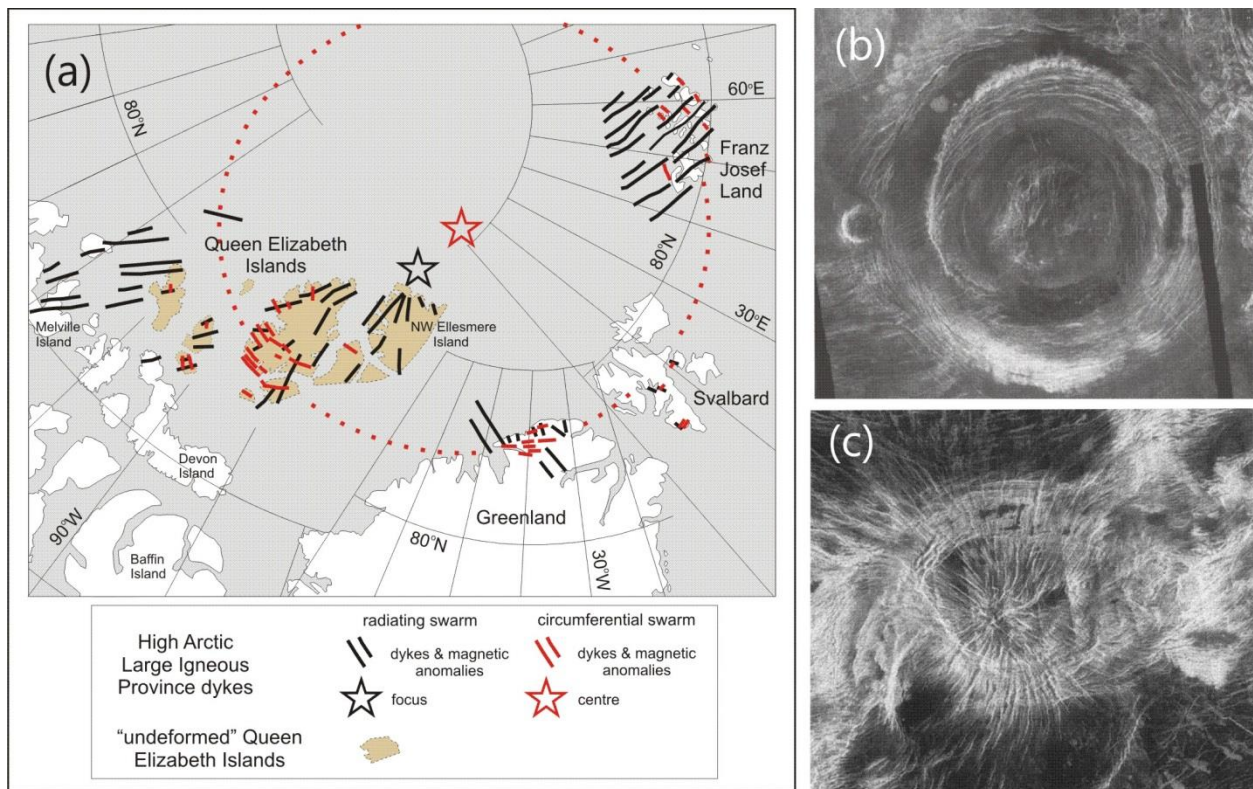 (a)
80°N
60°E
Franz
Josef
Land
Queen Elizabeth
Islands
80°N
30°E
Melville
Island
NW Ellesmere
Island
Svalbard
Devon
Island
Greenland
90°W
Baffin
Island
80°N
30°W
High Arctic
Large Igneous
Province dykes
radiating swarm
dykes & magnetic
anomalies
focus
circumferential swarm
dykes & magnetic
anomalies
centre
“undeformed” Queen
Elizabeth Islands
(b)
(c)